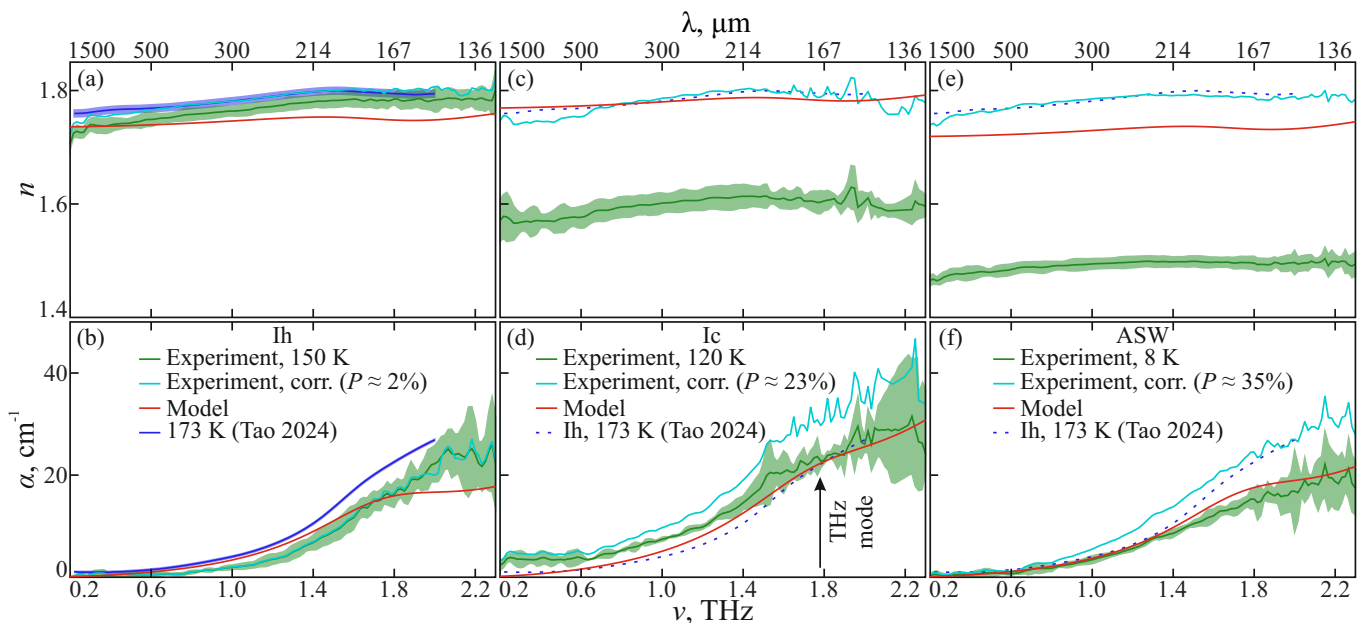 λ, μm
1500 500 300 214 167 136 1500 500 300 214 167 136 1500 500 300 214 167 136
(a) (c) (e)
1.8
1.6
1.4
n
(b) Ih (d) Ic (f) ASW
Experiment, 150 K
Experiment, corr. (P ≈ 2%)
Model
173 K (Tao 2024)
Experiment, 120 K
Experiment, corr. (P ≈ 23%)
Model
Ih, 173 K (Tao 2024)
THz
mode
Experiment, 8 K
Experiment, corr. (P ≈ 35%)
Model
Ih, 173 K (Tao 2024)
40
20
0
α, cm⁻¹
0.2 0.6 1.0 1.4 1.8 2.2 0.2 0.6 1.0 1.4 1.8 2.2 0.2 0.6 1.0 1.4 1.8 2.2
ν, THz